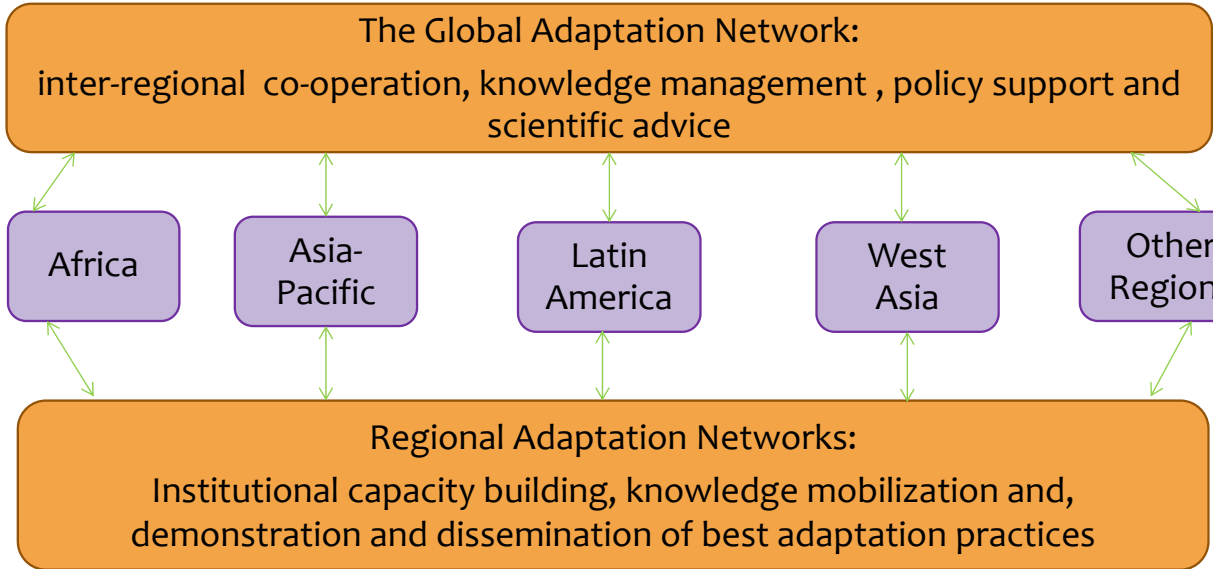 The Global Adaptation Network:
inter-regional co-operation, knowledge management , policy support and
scientific advice
Africa
Asia-
Pacific
Latin
America
West
Asia
Other
Region
Regional Adaptation Networks:
Institutional capacity building, knowledge mobilization and,
demonstration and dissemination of best adaptation practices